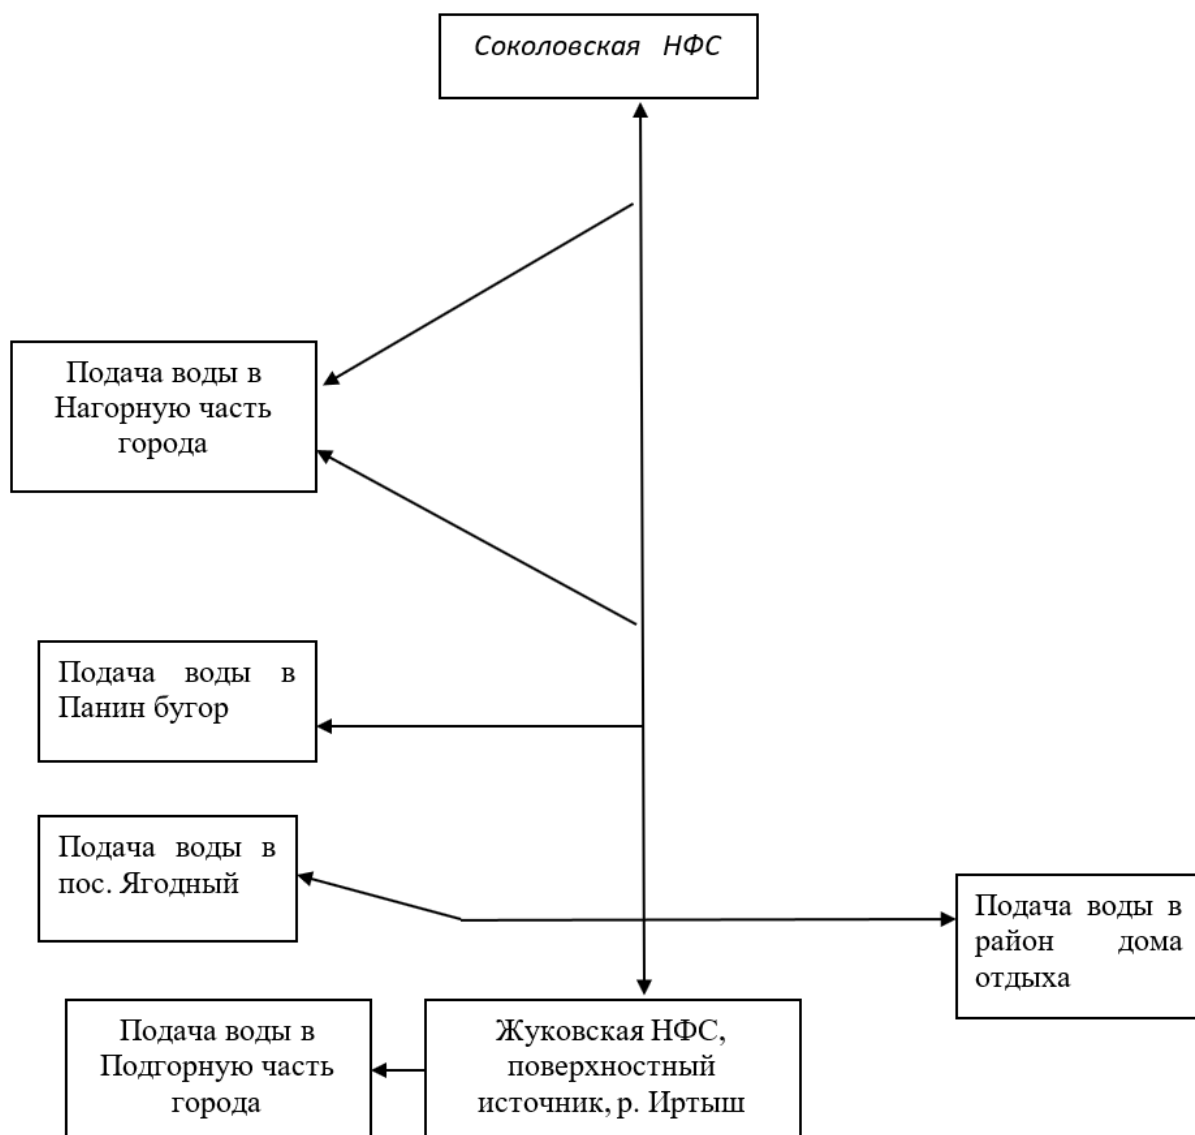 Соколовская НФС
Подача воды в
Нагорную часть
города
Подача воды в
Панин бугор
Подача воды в
пос. Ягодный
Подача воды в
район дома
отдыха
Подача воды в
Подгорную часть
города
Жуковская НФС,
поверхностный
источник, р. Иртыш